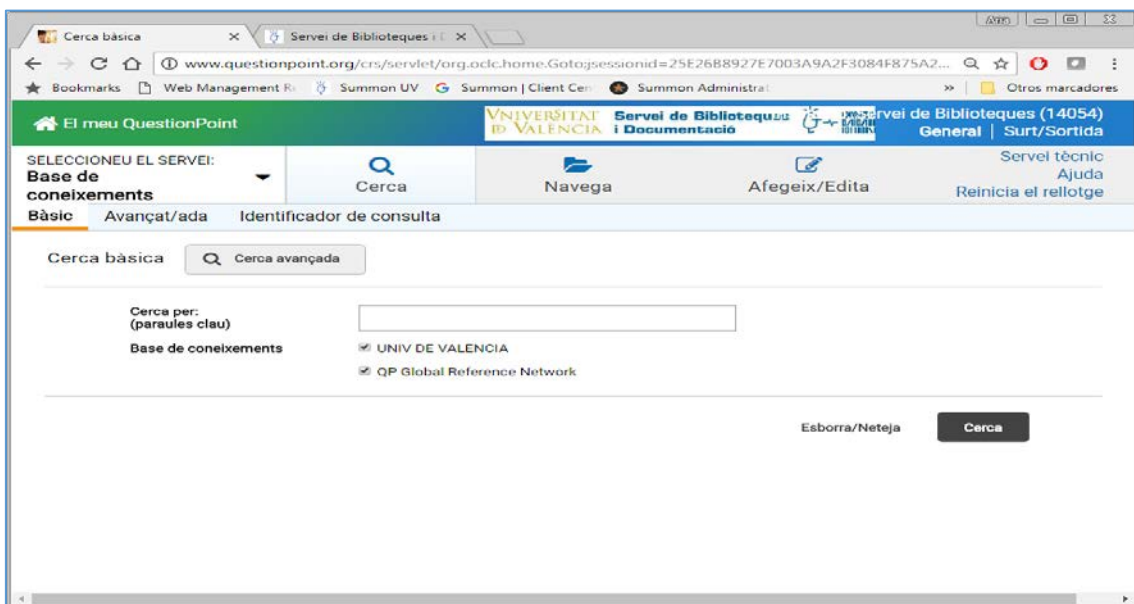 Cerca bàsica
Servei de Biblioteques i
www.questionpoint.org/crs/servlet/org.oclc.home.Goto;jsessionid=25E26B8927E7003A9A2F3084F875A2...
Bookmarks Web Management Summon UV Summon | Client Cen Summon Administrat » Otros marcadores
El meu QuestionPoint
VNIVERSITAT Servei de Biblioteques
D VALÈNCIA i Documentació
rvei de Biblioteques (14054)
General | Surt/Sortida
SELECCIONEU EL SERVEI:
Base de
coneixements
Cerca
Navega
Afegeix/Edita
Servei tècnic
Ajuda
Reinicia el rellotge
Bàsic Avançat/ada Identificador de consulta
Cerca bàsica Cerca avançada
Cerca per:
(paraules clau)
Base de coneixements UNIV DE VALENCIA
QP Global Reference Network
Esborra/Neteja Cerca